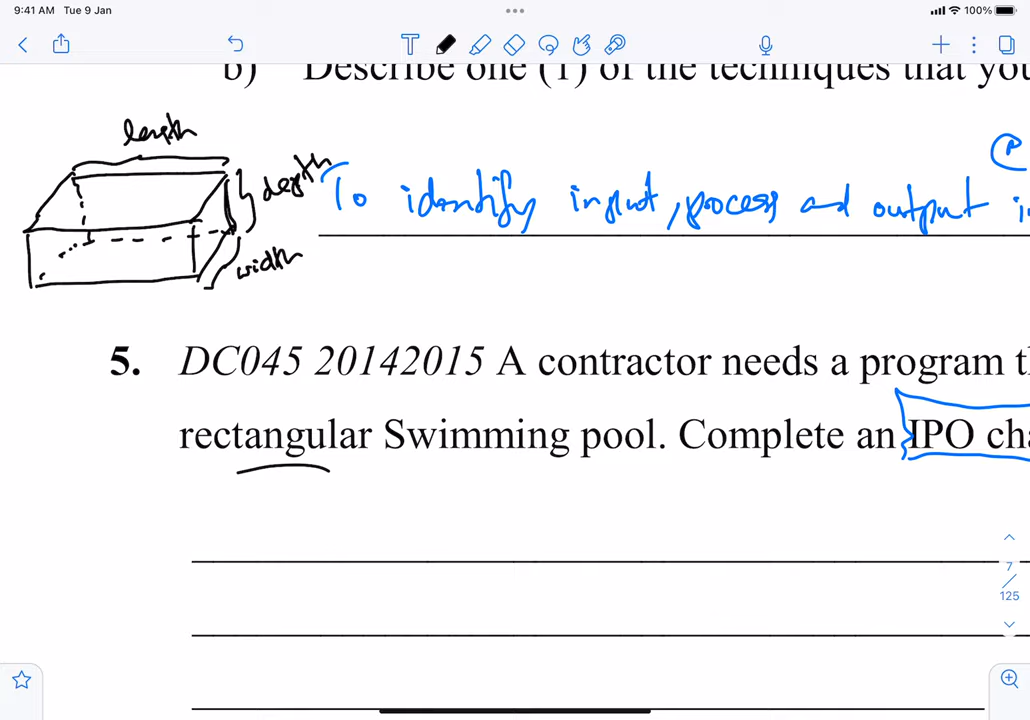 9:41 AM Tue 9 Jan
100%
b) Describe one (1) of the techniques that you
length
depth
width
To identify input, process and output
5. DC045 20142015 A contractor needs a program
rectangular Swimming pool. Complete an IPO
7
125